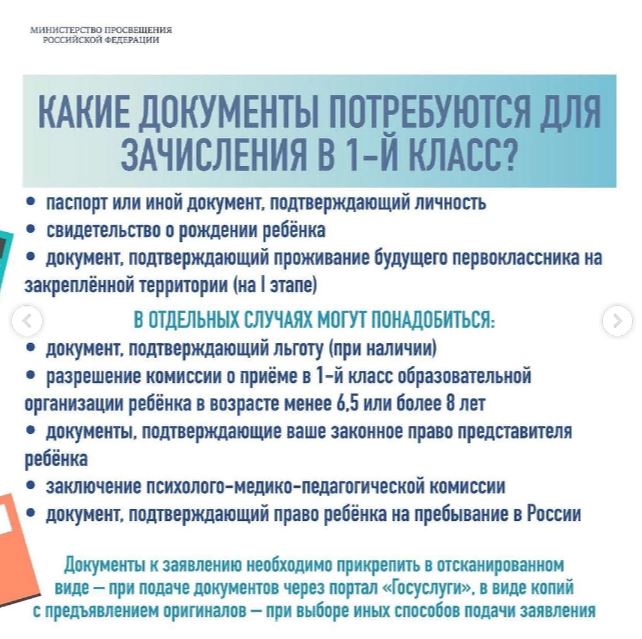 МИНИСТЕРСТВО ПРОСВЕЩЕНИЯ
РОССИЙСКОЙ ФЕДЕРАЦИИ
КАКИЕ ДОКУМЕНТЫ ПОТРЕБУЮТСЯ ДЛЯ
ЗАЧИСЛЕНИЯ В 1-Й КЛАСС?
• паспорт или иной документ, подтверждающий личность
• свидетельство о рождении ребёнка
• документ, подтверждающий проживание будущего первоклассника на
закреплённой территории (на I этапе)
В ОТДЕЛЬНЫХ СЛУЧАЯХ МОГУТ ПОНАДОБИТЬСЯ:
• документ, подтверждающий льготу (при наличии)
• разрешение комиссии о приёме в 1-й класс образовательной
организации ребёнка в возрасте менее 6,5 или более 8 лет
• документы, подтверждающие ваше законное право представителя
ребёнка
• заключение психолого-медико-педагогической комиссии
• документ, подтверждающий право ребёнка на пребывание в России
Документы к заявлению необходимо прикрепить в отсканированном
виде – при подаче документов через портал «Госуслуги», в виде копий
с предъявлением оригиналов – при выборе иных способов подачи заявления